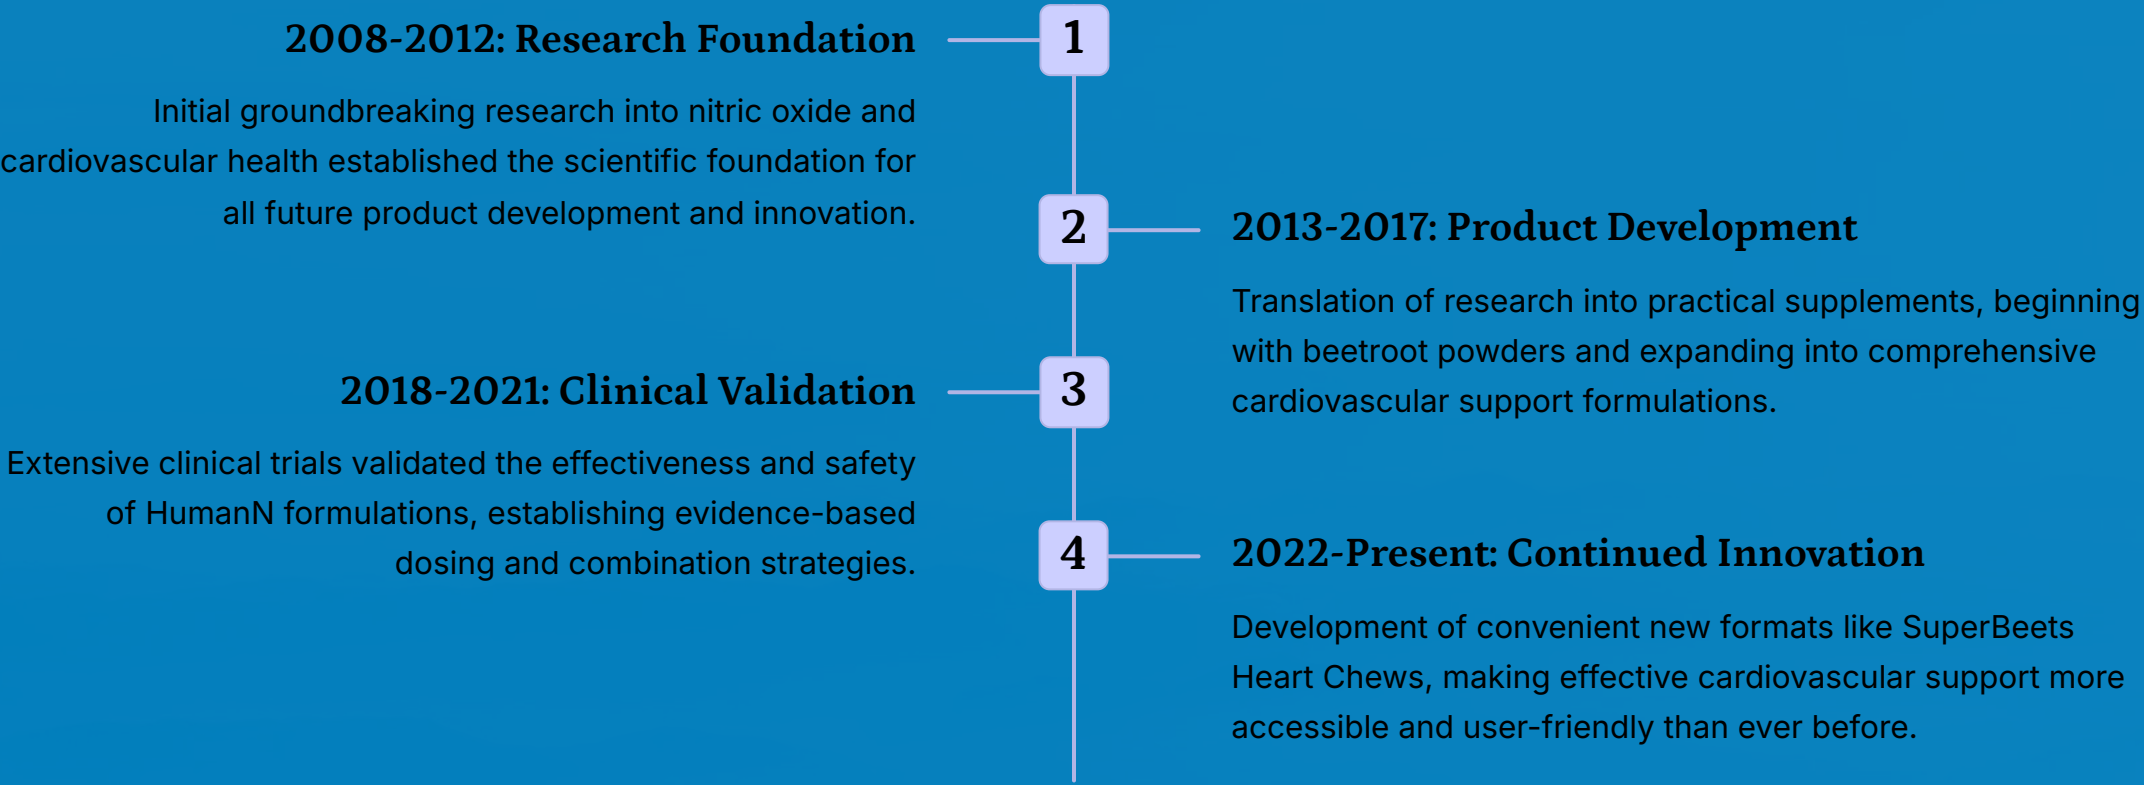 2008-2012: Research Foundation
1
Initial groundbreaking research into nitric oxide and
cardiovascular health established the scientific foundation for
all future product development and innovation.
2
2013-2017: Product Development
Translation of research into practical supplements, beginning
with beetroot powders and expanding into comprehensive
cardiovascular support formulations.
2018-2021: Clinical Validation
3
Extensive clinical trials validated the effectiveness and safety
of HumanN formulations, establishing evidence-based
dosing and combination strategies.
4
2022-Present: Continued Innovation
Development of convenient new formats like SuperBeets
Heart Chews, making effective cardiovascular support more
accessible and user-friendly than ever before.